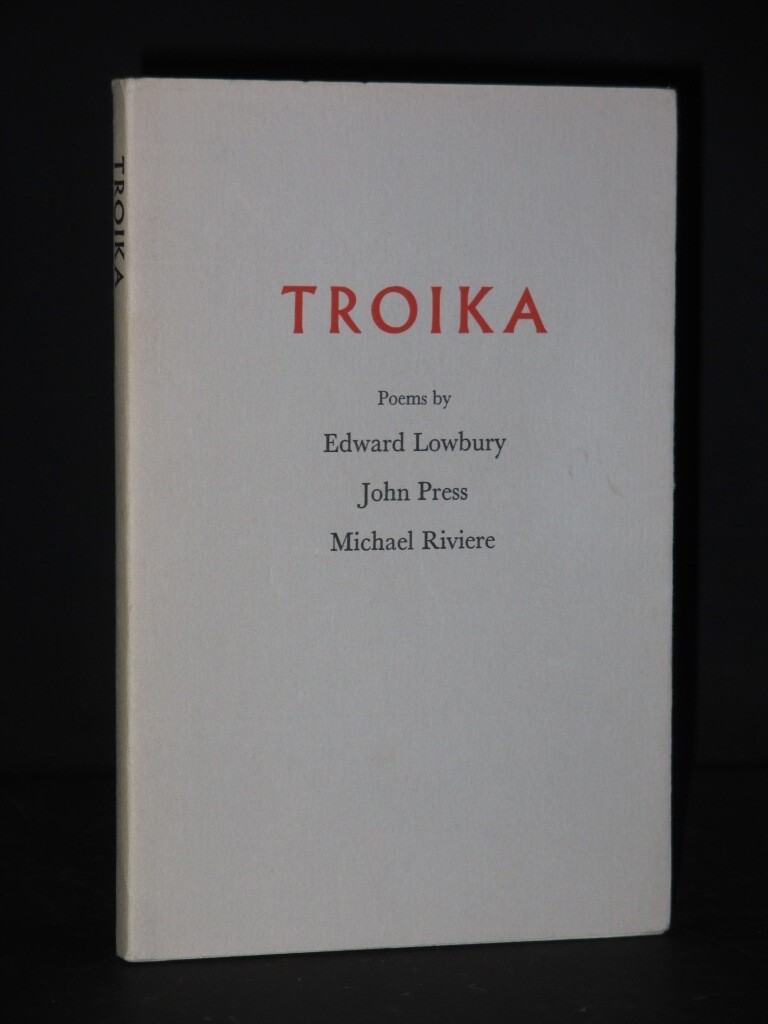 TROIKA
TROIKA
Poems by
Edward Lowbury
John Press
Michael Riviere